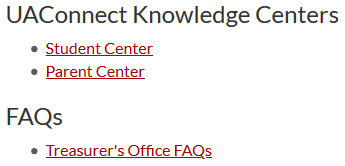 UAConnect Knowledge Centers
Student Center
Parent Center
FAQs
Treasurer's Office FAQs